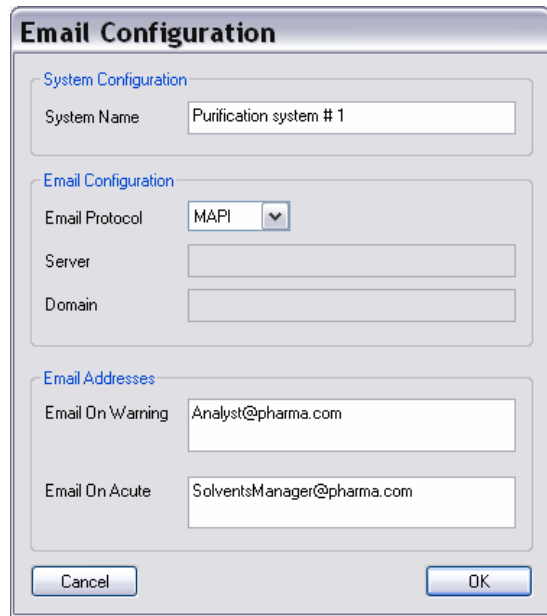 Email Configuration
System Configuration
System Name Purification system # 1
Email Configuration
Email Protocol MAPI
Server
Domain
Email Addresses
Email On Warning Analyst@pharma.com
Email On Acute SolventsManager@pharma.com
Cancel OK